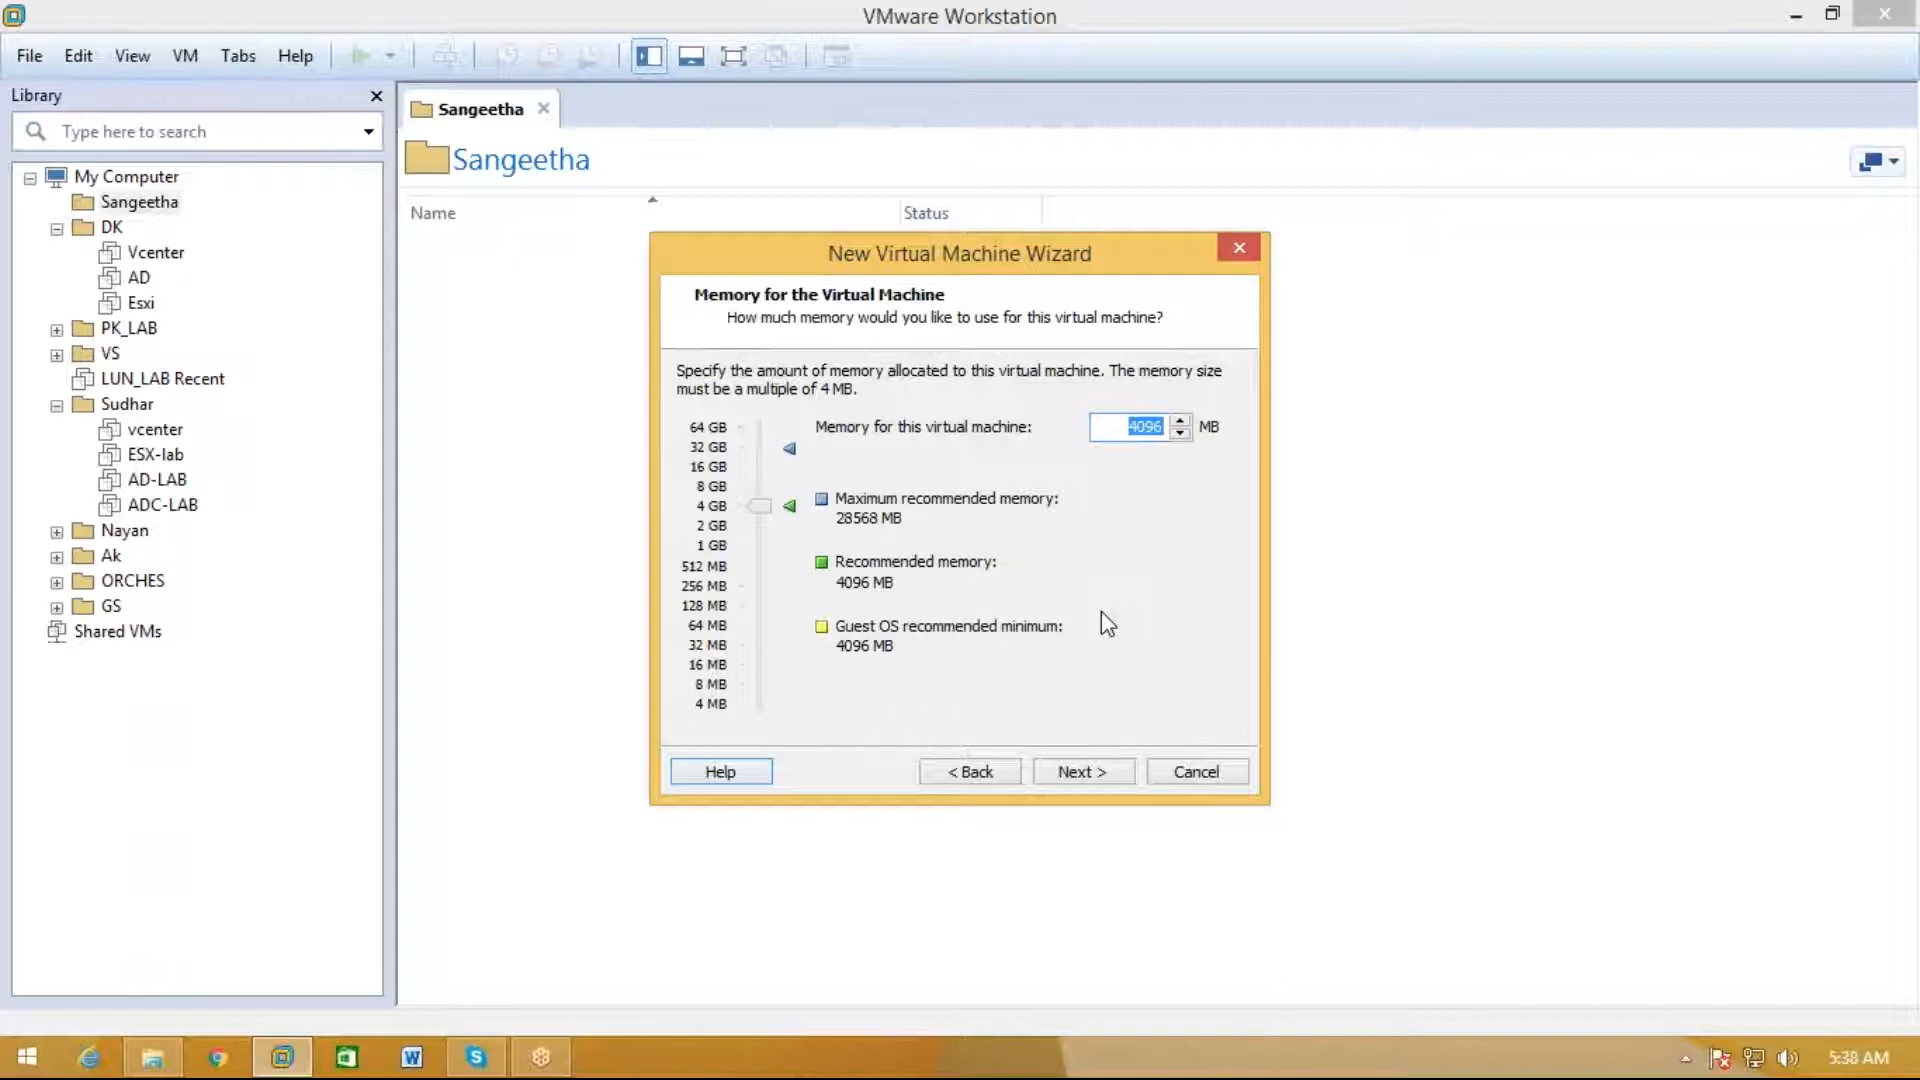 VMware Workstation
File Edit View VM Tabs Help
Library
Type here to search
My Computer
Sangeetha
DK
Vcenter
AD
Esxi
PK_LAB
VS
LUN_LAB Recent
Sudhar
vcenter
ESX-lab
AD-LAB
ADC-LAB
Nayan
Ak
ORCHES
GS
Shared VMs
Sangeetha
Sangeetha
Name Status
New Virtual Machine Wizard
Memory for the Virtual Machine
How much memory would you like to use for this virtual machine?
Specify the amount of memory allocated to this virtual machine. The memory size
must be a multiple of 4 MB.
64 GB
32 GB
16 GB
8 GB
4 GB
2 GB
1 GB
512 MB
256 MB
128 MB
64 MB
32 MB
16 MB
8 MB
4 MB
Memory for this virtual machine: 4096 MB
Maximum recommended memory:
28568 MB
Recommended memory:
4096 MB
Guest OS recommended minimum:
4096 MB
Help < Back Next > Cancel
5:38 AM